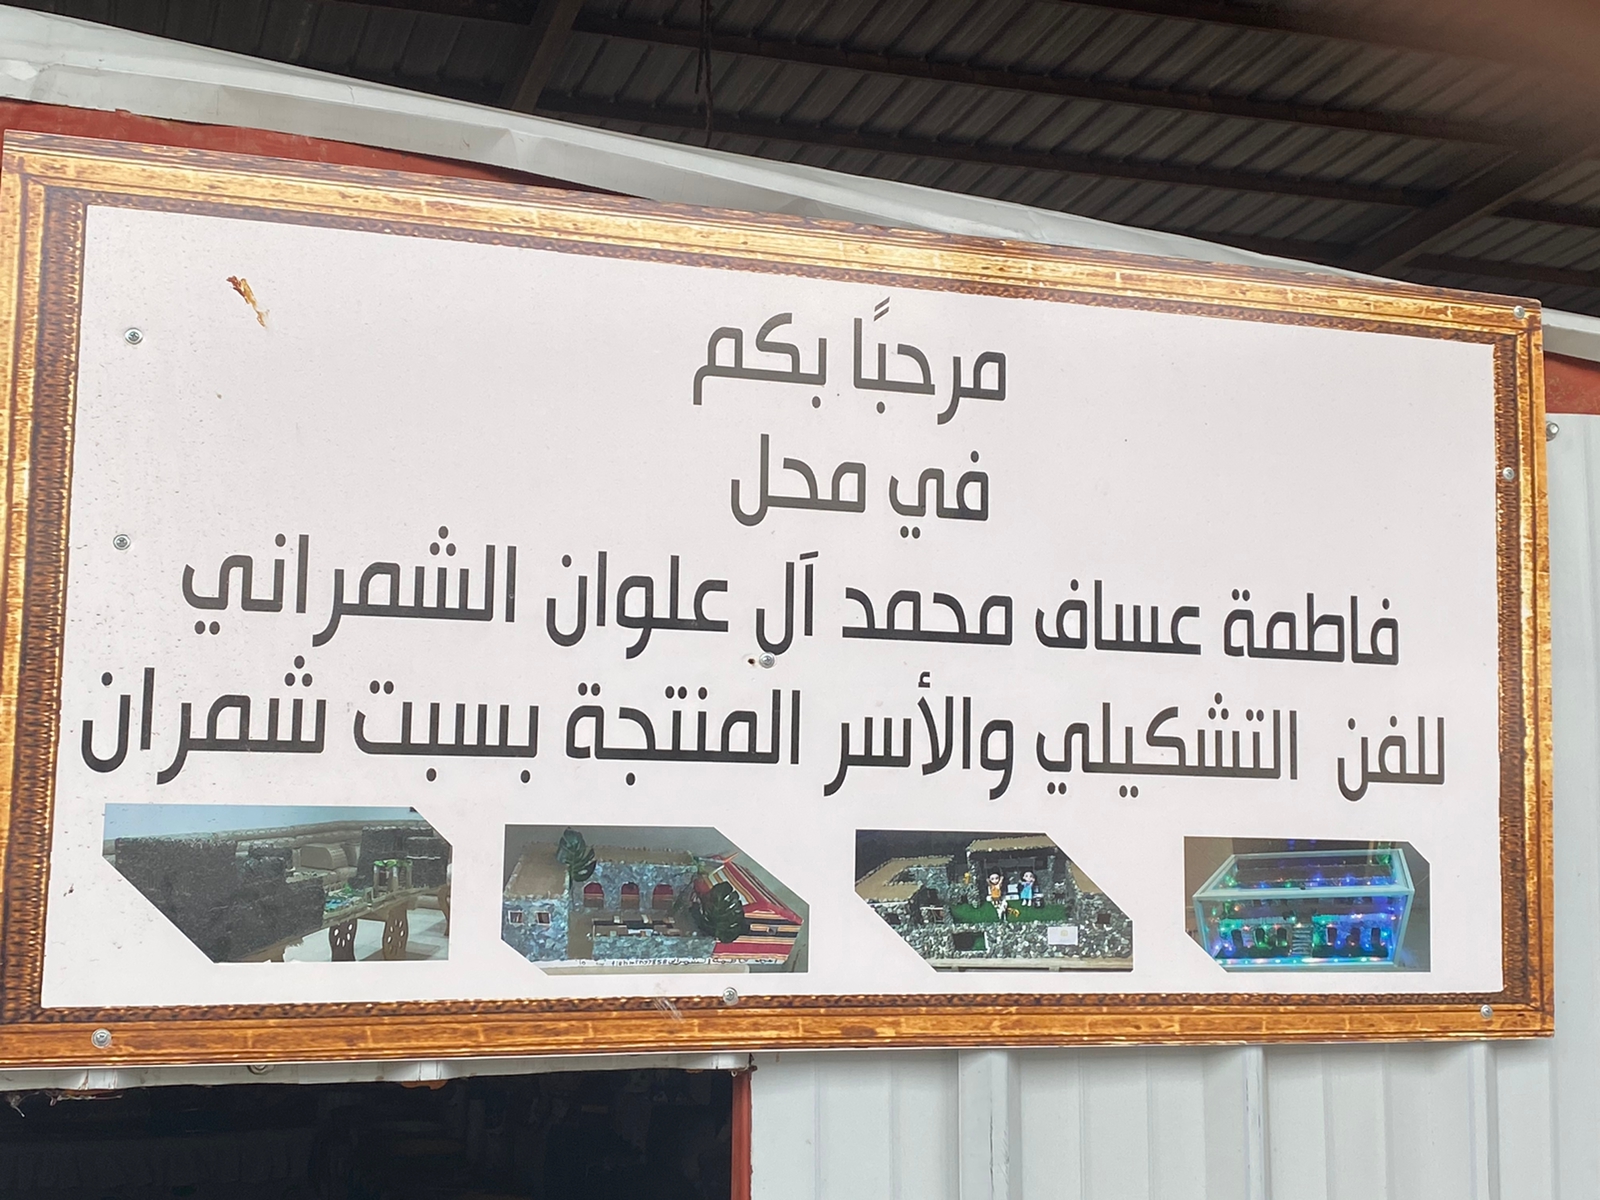 مرحبًا بكم
في محل
فاطمة عساف محمد آل علوان الشمراني
للفن التشكيلي والأسر المنتجة بسبت شمران